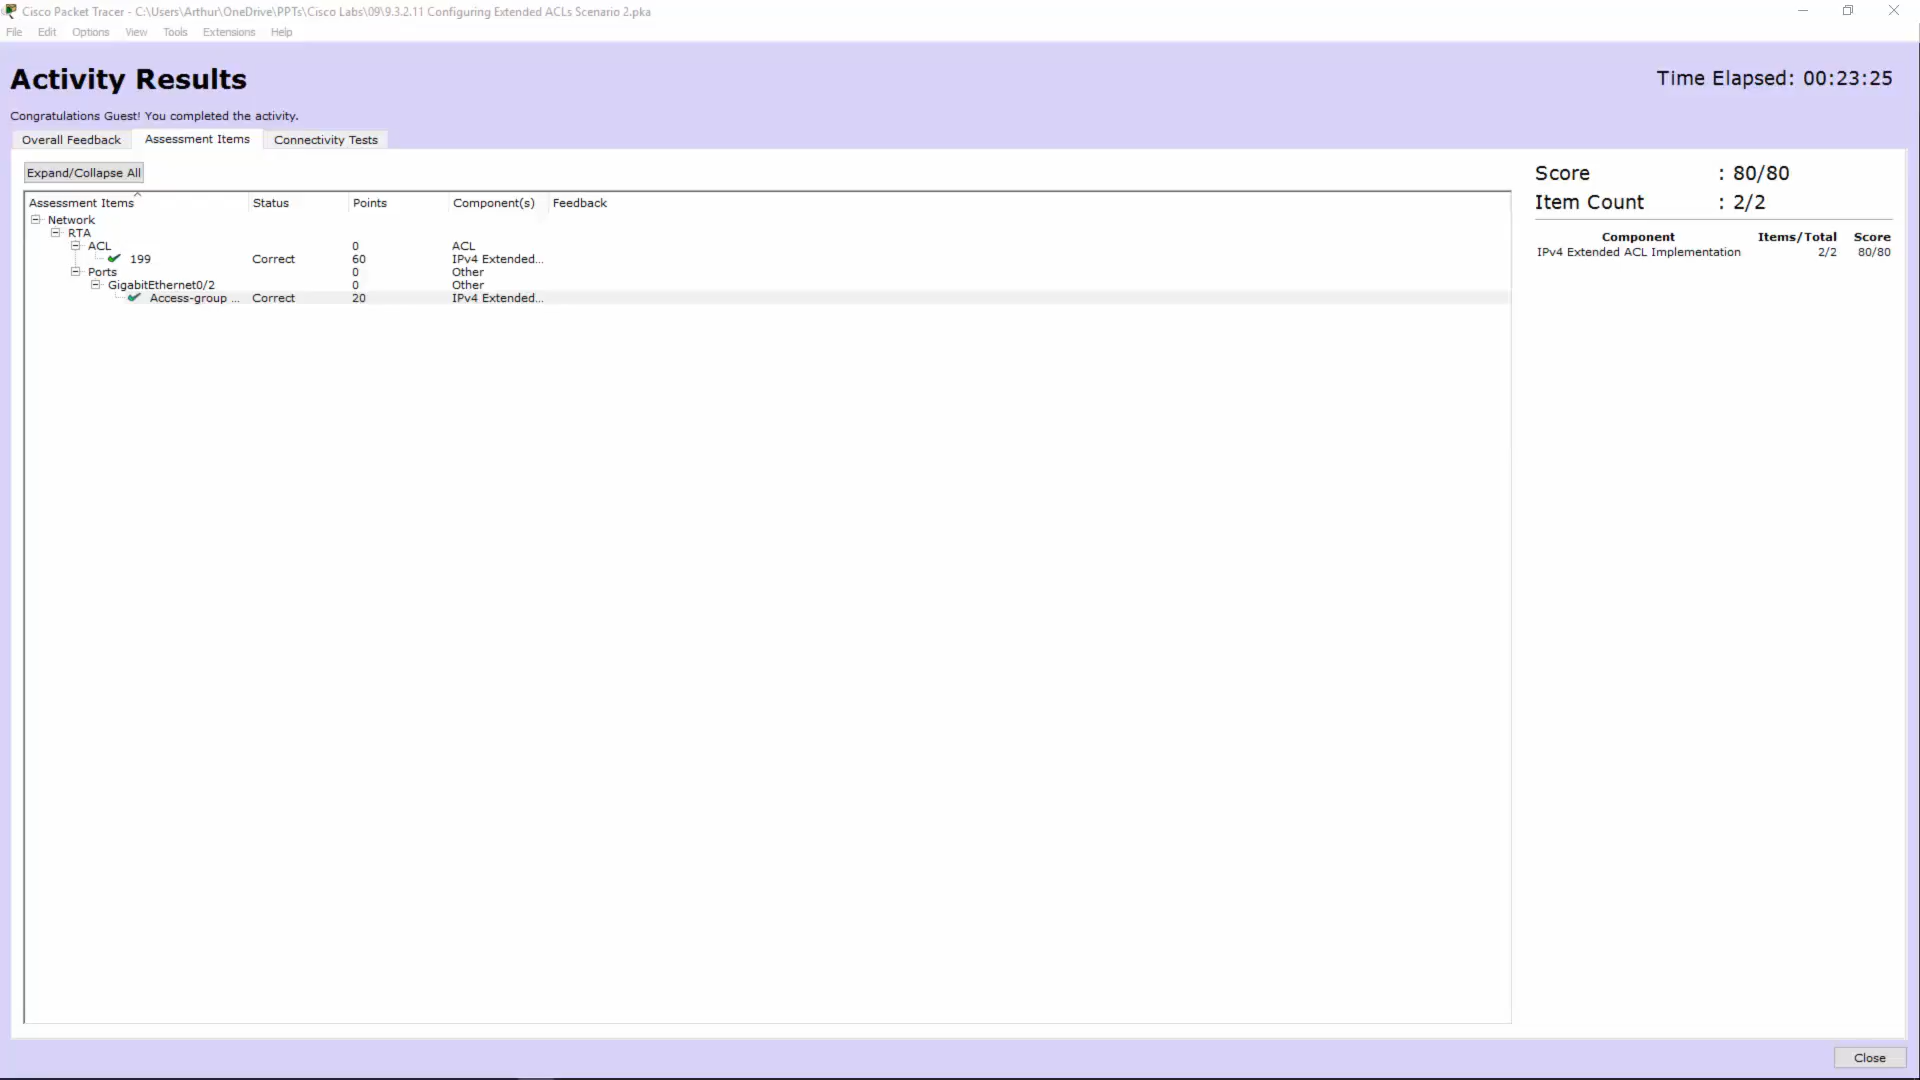 Cisco Packet Tracer - C:\Users\Arthur\OneDrive\PPTs\Cisco Labs\09\9.3.2.11 Configuring Extended ACLs Scenario 2.pka
File Edit Options View Tools Extensions Help
Activity Results
Time Elapsed: 00:23:25
Congratulations Guest! You completed the activity.
Overall Feedback Assessment Items Connectivity Tests
Expand/Collapse All
Assessment Items Status Points Component(s) Feedback
Network
RTA
ACL 0 ACL
199 Correct 60 IPv4 Extended...
Ports 0 Other
GigabitEthernet0/2 0 Other
Access-group ... Correct 20 IPv4 Extended...
Score : 80/80
Item Count : 2/2
Component Items/Total Score
IPv4 Extended ACL Implementation 2/2 80/80
Close